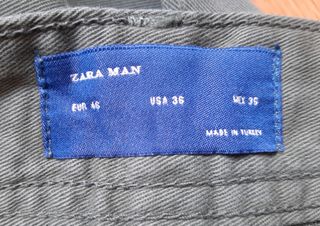 ZARA MAN
EUR 46 USA 36 MEX 36
MADE IN TURKEY